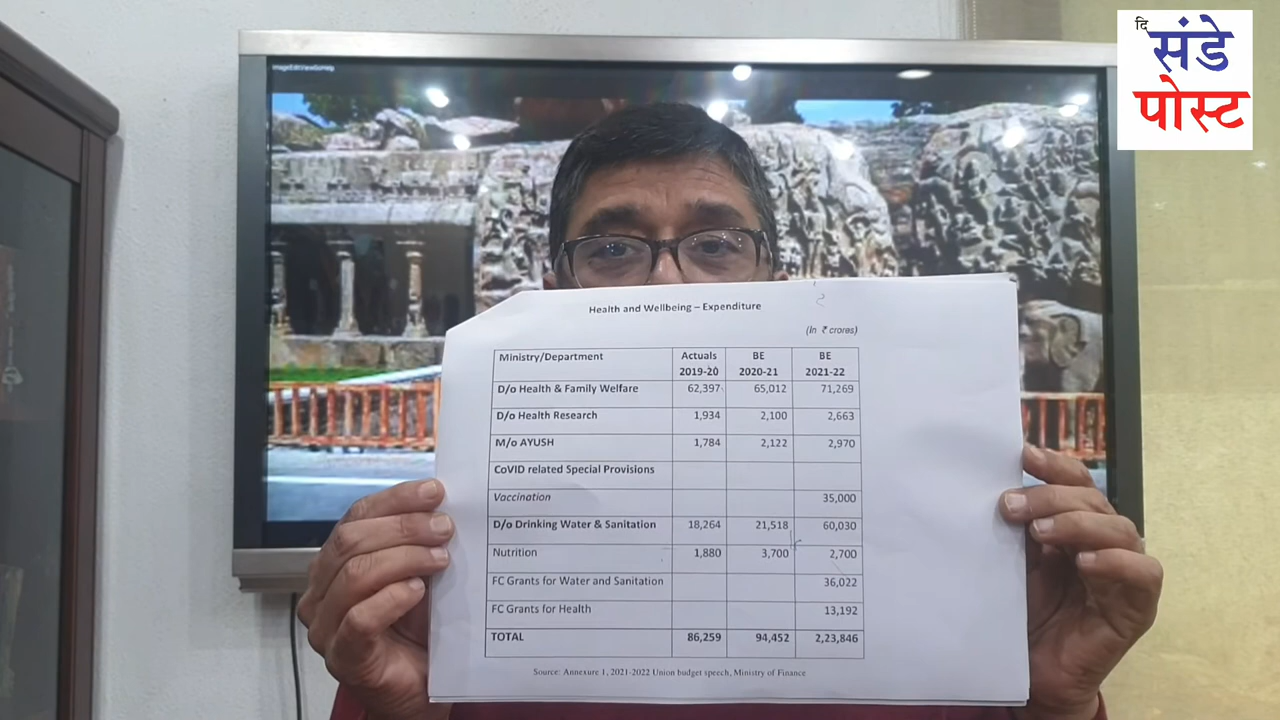 दि
संडे
पोस्ट
Health and Wellbeing – Expenditure
(In ₹ crores)
Ministry/Department Actuals 2019-20 BE 2020-21 BE 2021-22
D/o Health & Family Welfare 62,397 65,012 71,269
D/o Health Research 1,934 2,100 2,663
M/o AYUSH 1,784 2,122 2,970
CoVID related Special Provisions
Vaccination 35,000
D/o Drinking Water & Sanitation 18,264 21,518 60,030
Nutrition 1,880 3,700 2,700
FC Grants for Water and Sanitation 36,022
FC Grants for Health 13,192
TOTAL 86,259 94,452 2,23,846
Source: Annexure 1, 2021-2022 Union budget speech, Ministry of Finance